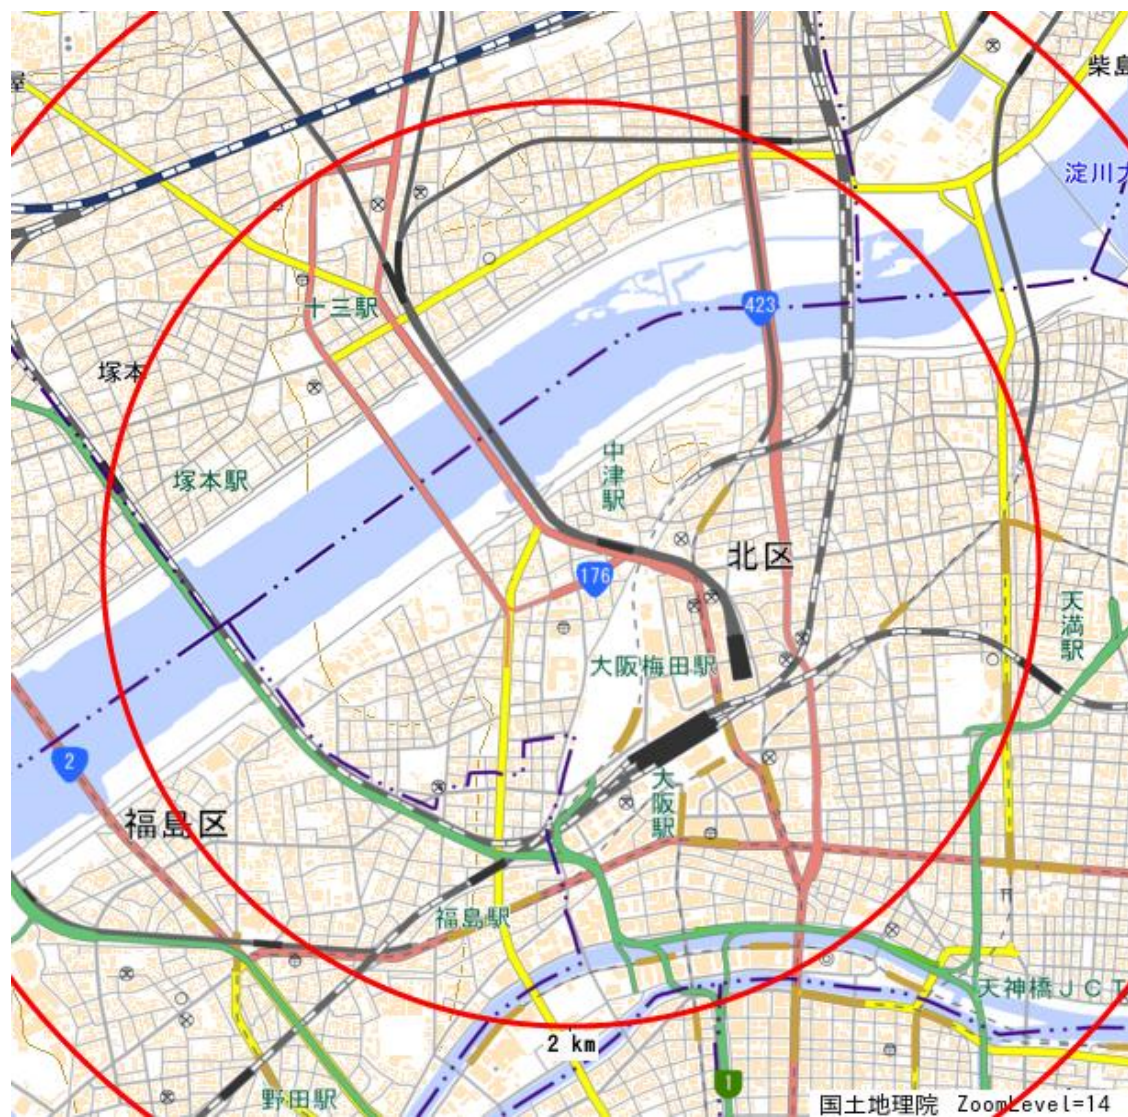 柴島
淀川大
十三駅
423
塚本
塚本駅
中津駅
北区
176
天満駅
大阪梅田駅
2
大阪駅
福島区
福島駅
天神橋JCT
2 km
1
野田駅
国土地理院 ZoomLevel=14